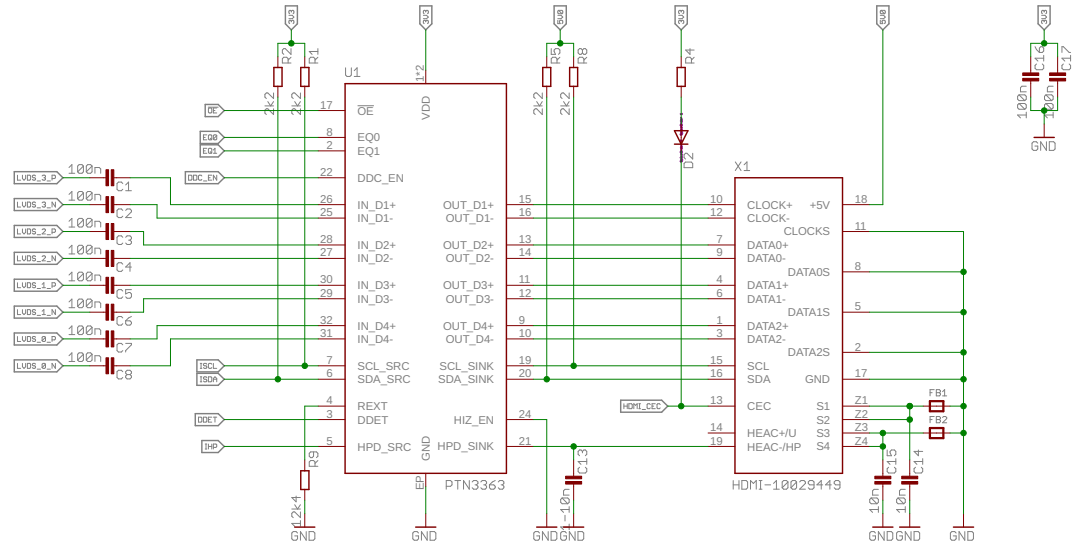 3V3
3V3
5V0
3V3
5V0
3V3
R2
R1
2k2
2k2
R5
R8
2k2
2k2
R4
D2
C16
C17
100n
100n
GND
U1
1*2
VDD
OE
17
OE
EQ0
8
EQ0
EQ1
2
EQ1
DDC_EN
22
DDC_EN
LVDS_3_P
100n
C1
26
IN_D1+
OUT_D1+
15
LVDS_3_N
100n
C2
25
IN_D1-
OUT_D1-
16
LVDS_2_P
100n
C3
28
IN_D2+
OUT_D2+
13
LVDS_2_N
100n
C4
27
IN_D2-
OUT_D2-
14
LVDS_1_P
100n
C5
30
IN_D3+
OUT_D3+
11
LVDS_1_N
100n
C6
29
IN_D3-
OUT_D3-
12
LVDS_0_P
100n
C7
32
IN_D4+
OUT_D4+
9
LVDS_0_N
100n
C8
31
IN_D4-
OUT_D4-
10
ISCL
7
SCL_SRC
SCL_SINK
19
ISDA
6
SDA_SRC
SDA_SINK
20
4
REXT
DDET
3
DDET
HIZ_EN
24
IHP
5
HPD_SRC
HPD_SINK
21
GND
EP
PTN3363
R9
12k4
GND
GND
GND
C13
10n
GND
X1
10
CLOCK+
+5V
18
12
CLOCK-
CLOCKS
11
7
DATA0+
9
DATA0-
DATA0S
8
4
DATA1+
6
DATA1-
DATA1S
5
1
DATA2+
3
DATA2-
DATA2S
2
15
SCL
16
SDA
GND
17
HDMI_CEC
13
CEC
S1
Z1
S2
Z2
14
HEAC+/U
S3
Z3
19
HEAC-/HP
S4
Z4
HDMI-10029449
FB1
FB2
C15
C14
10n
10n
GND
GND
GND